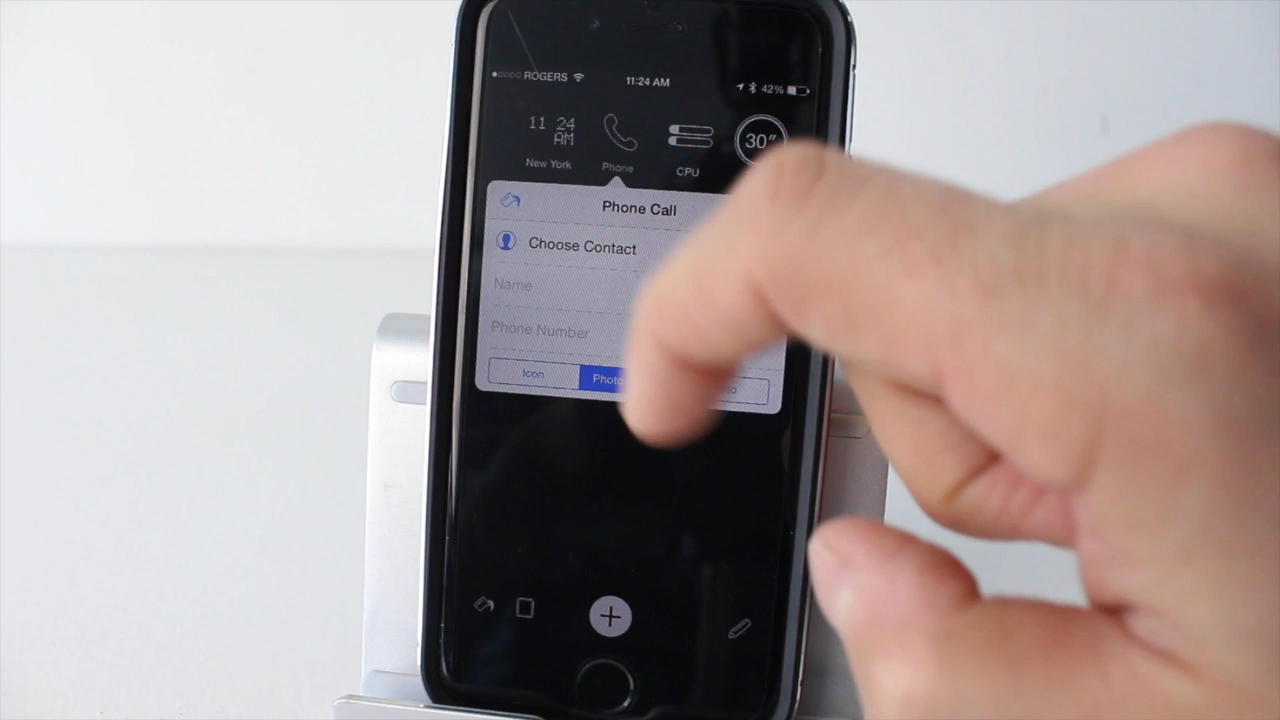 ROGERS 11:24 AM 42%
11 24
AM
30"
New York Phone CPU
Phone Call
Choose Contact
Name
Phone Number
Icon